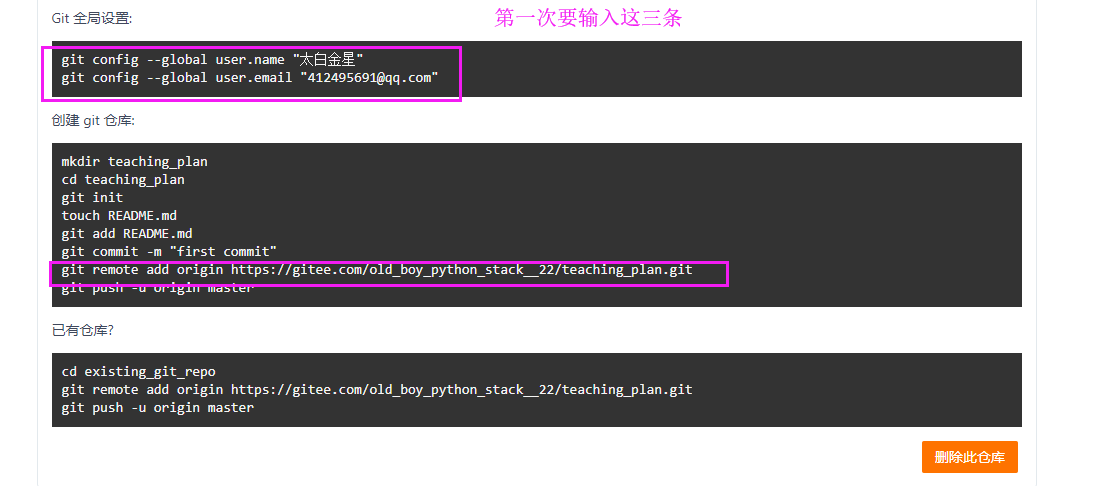 Git 全局设置:
第一次要输入这三条
git config --global user.name "太白金星"
git config --global user.email "412495691@qq.com"
创建 git 仓库:
mkdir teaching_plan
cd teaching_plan
git init
touch README.md
git add README.md
git commit -m "first commit"
git remote add origin https://gitee.com/old_boy_python_stack__22/teaching_plan.git
git push -u origin master
已有仓库?
cd existing_git_repo
git remote add origin https://gitee.com/old_boy_python_stack__22/teaching_plan.git
git push -u origin master
删除此仓库